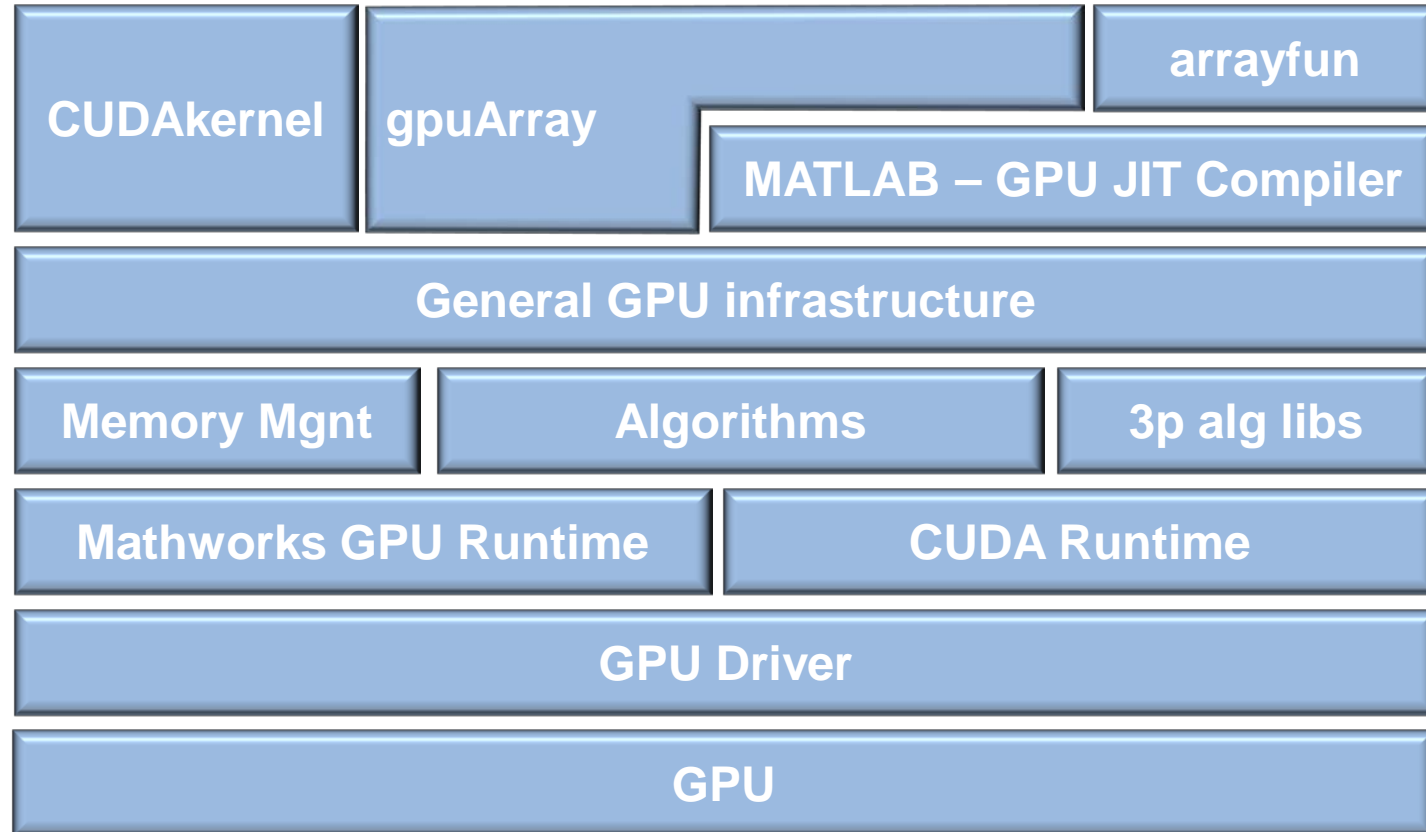 CUDAkernel
gpuArray
arrayfun
MATLAB – GPU JIT Compiler
General GPU infrastructure
Memory Mgnt
Algorithms
3p alg libs
Mathworks GPU Runtime
CUDA Runtime
GPU Driver
GPU